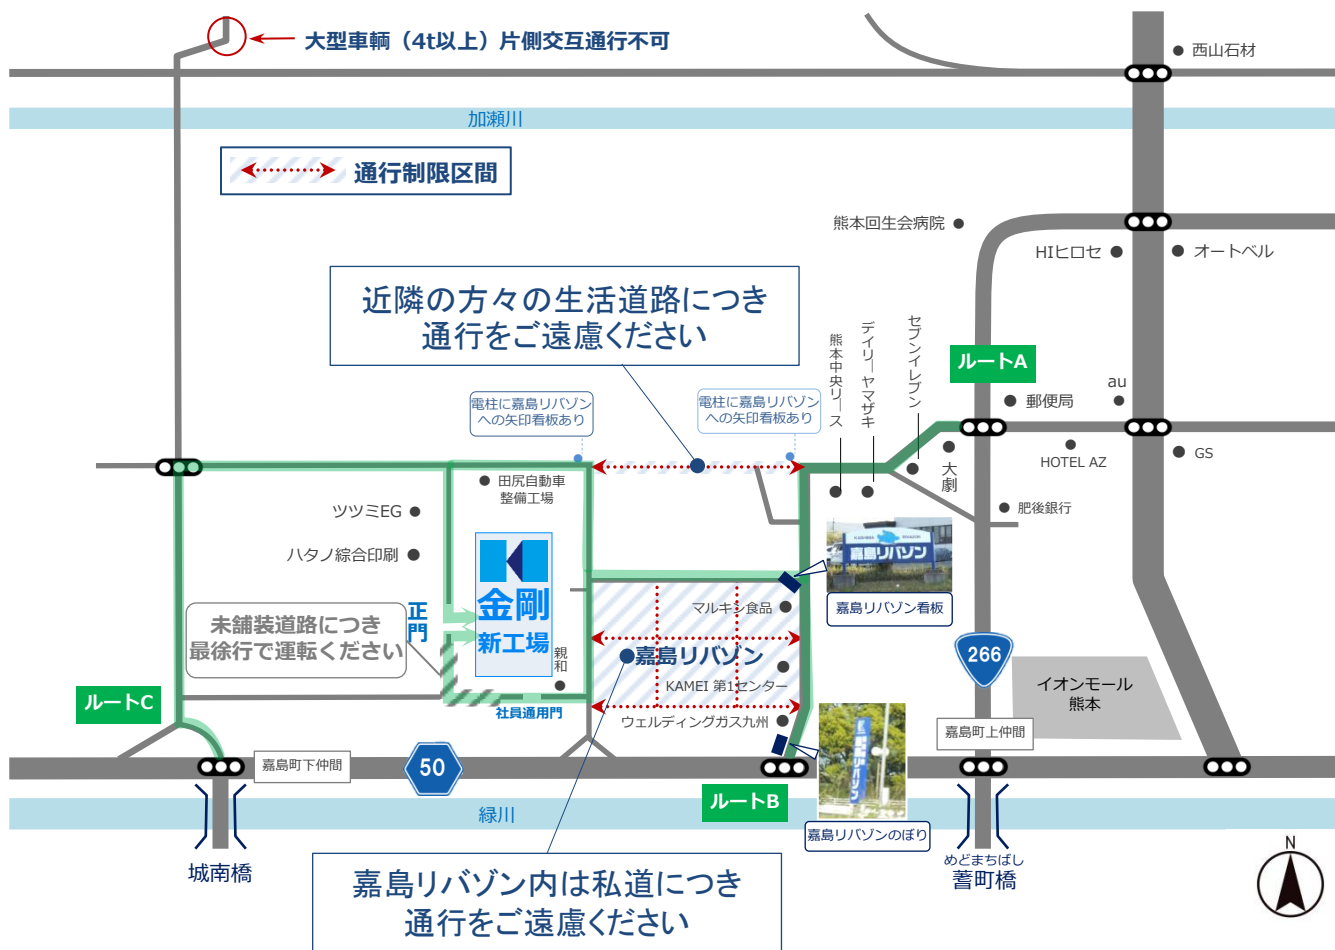 大型車輌（4t以上）片側交互通行不可
西山石材
加瀬川
通行制限区間
熊本回生会病院
HIヒロセ
オートベル
近隣の方々の生活道路につき
通行をご遠慮ください
セブンイレブン
デイリーヤマザキ
熊本中央リース
ルートA
郵便局
au
電柱に嘉島リバゾン
への矢印看板あり
電柱に嘉島リバゾン
への矢印看板あり
大劇
HOTEL AZ
GS
田尻自動車
整備工場
ツツミEG
肥後銀行
ハタノ綜合印刷
KASHIMA RIVAZON
嘉島リバゾン
嘉島リバゾン看板
金剛
新工場
正門
マルキン食品
未舗装道路につき
最徐行で運転ください
親和
嘉島リバゾン
KAMEI 第1センター
266
イオンモール
熊本
ルートC
社員通用門
ウェルディングガス九州
嘉島町上仲間
嘉島リバゾン
嘉島町下仲間
50
ルートB
緑川
嘉島リバゾンのぼり
城南橋
めどまちばし
蓍町橋
嘉島リバゾン内は私道につき
通行をご遠慮ください
N